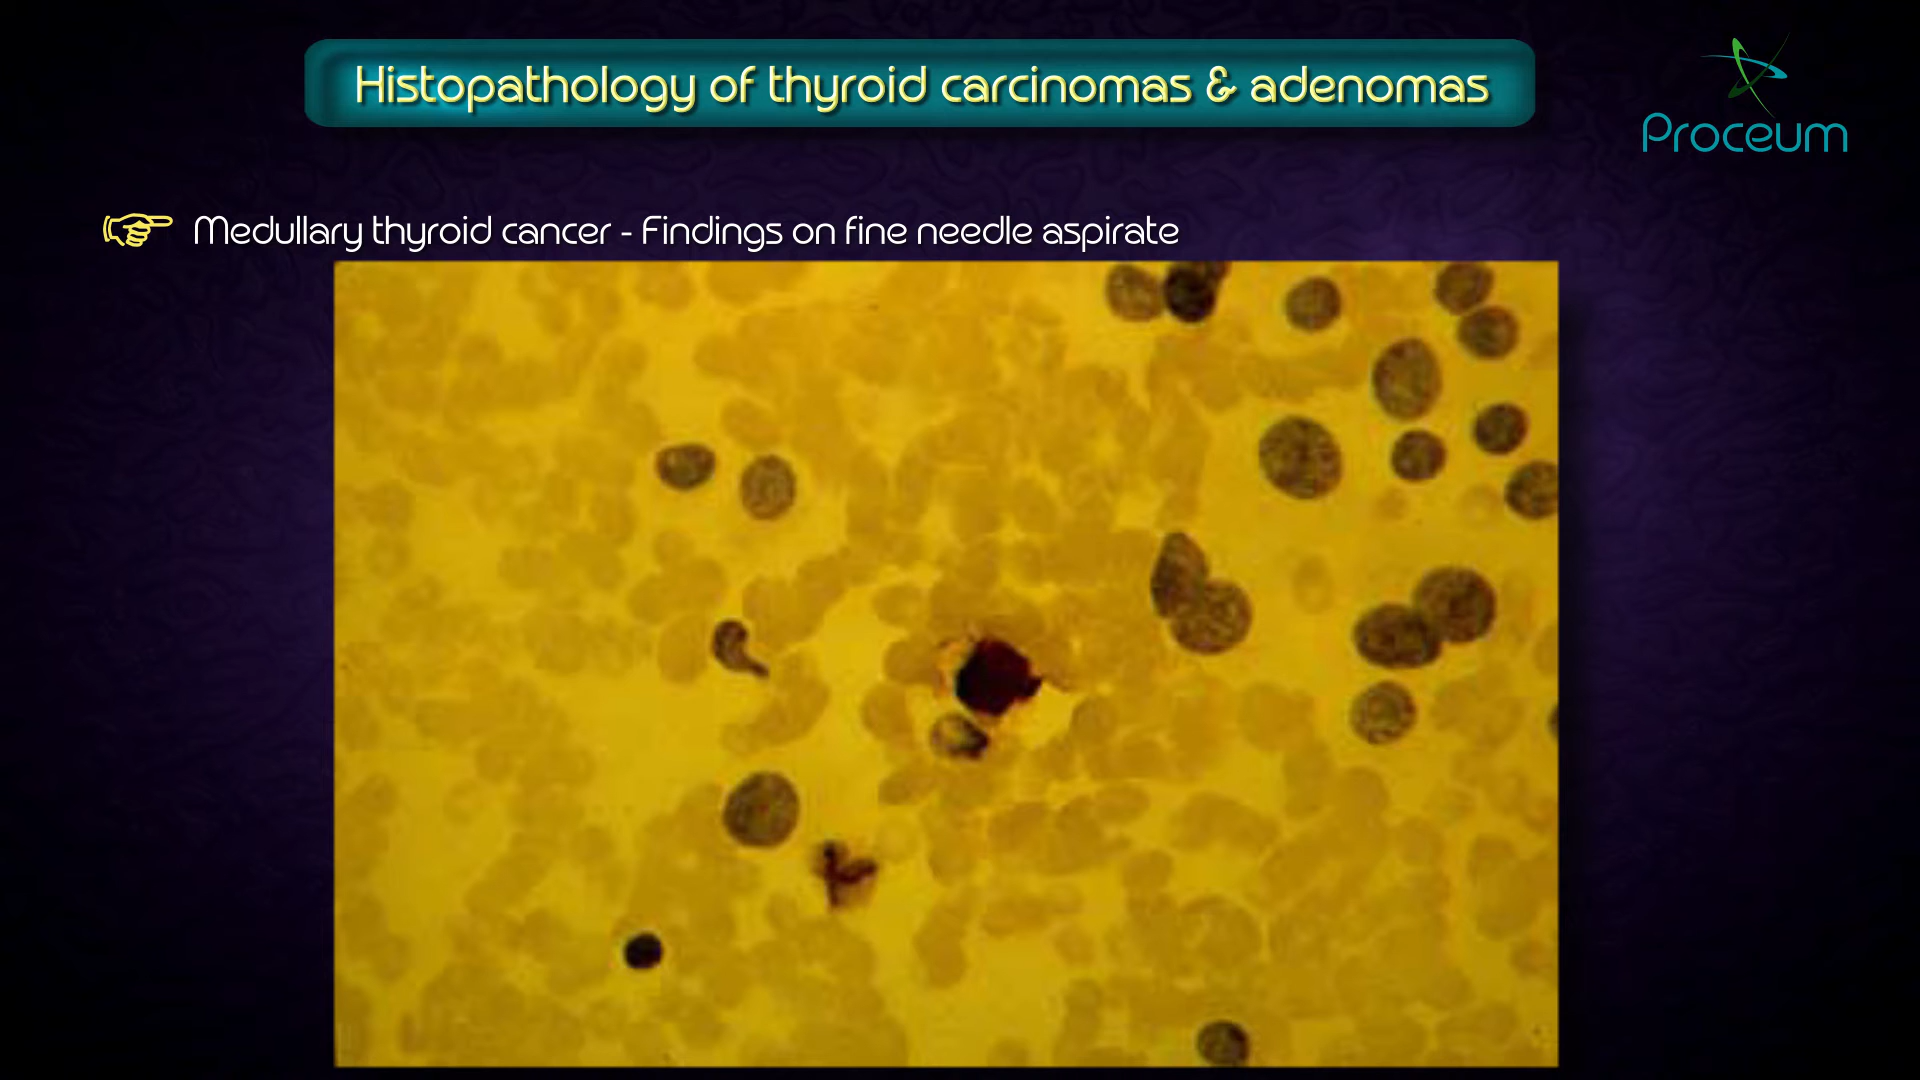 Histopathology of thyroid carcinomas & adenomas
Proceum
Medullary thyroid cancer - Findings on fine needle aspirate